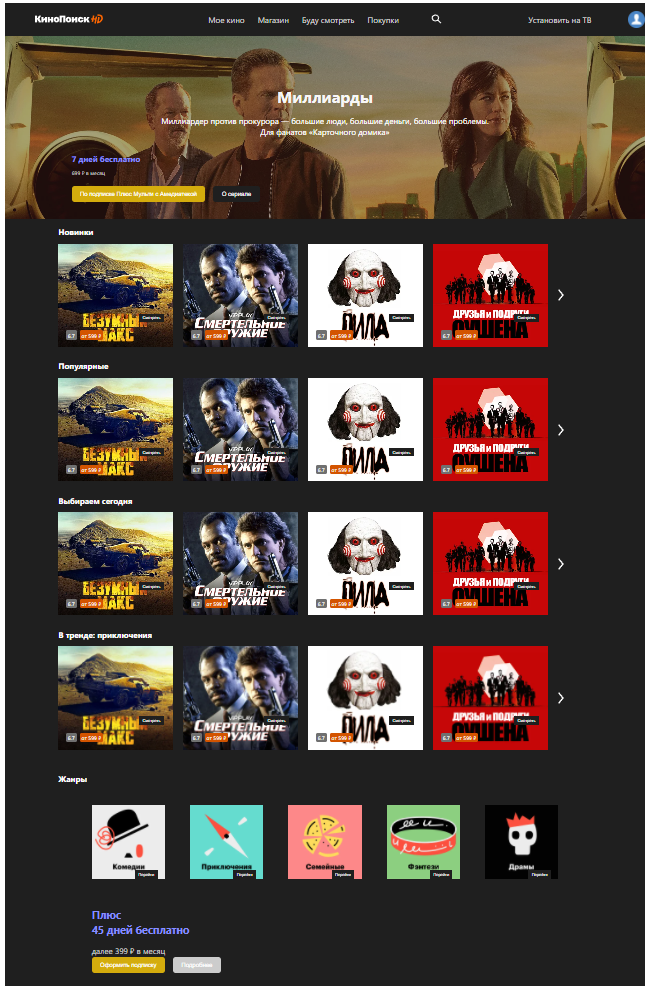 КиноПоиск HD
Мое кино Магазин Буду смотреть Покупки
Установить на ТВ
Миллиарды
Миллиардер против прокурора — большие люди, большие деньги, большие проблемы.
Для фанатов «Карточного домика»
7 дней бесплатно
699 ₽ в месяц
По подписке Плюс Мульти с Амедиатекой О сериале
Новинки
БЕЗУМНЫЙ МАКС
Смотреть
6.7 от 599 ₽
СМЕРТЕЛЬНОЕ ОРУЖИЕ
Смотреть
6.7 от 599 ₽
ПИЛА
Смотреть
6.7 от 599 ₽
ДРУЗЬЯ И ПОДРУГИ
ОУШЕНА
Смотреть
6.7 от 599 ₽
Популярные
БЕЗУМНЫЙ МАКС
Смотреть
6.7 от 599 ₽
СМЕРТЕЛЬНОЕ ОРУЖИЕ
Смотреть
6.7 от 599 ₽
ПИЛА
Смотреть
6.7 от 599 ₽
ДРУЗЬЯ И ПОДРУГИ
ОУШЕНА
Смотреть
6.7 от 599 ₽
Выбираем сегодня
БЕЗУМНЫЙ МАКС
Смотреть
6.7 от 599 ₽
СМЕРТЕЛЬНОЕ ОРУЖИЕ
Смотреть
6.7 от 599 ₽
ПИЛА
Смотреть
6.7 от 599 ₽
ДРУЗЬЯ И ПОДРУГИ
ОУШЕНА
Смотреть
6.7 от 599 ₽
В тренде: приключения
БЕЗУМНЫЙ МАКС
Смотреть
6.7 от 599 ₽
СМЕРТЕЛЬНОЕ ОРУЖИЕ
Смотреть
6.7 от 599 ₽
ПИЛА
Смотреть
6.7 от 599 ₽
ДРУЗЬЯ И ПОДРУГИ
ОУШЕНА
Смотреть
6.7 от 599 ₽
Жанры
Комедии Приключения Семейные Фэнтези Драмы
Перейти Перейти Перейти Перейти Перейти
Плюс
45 дней бесплатно
далее 399 ₽ в месяц
Оформить подписку Подробнее